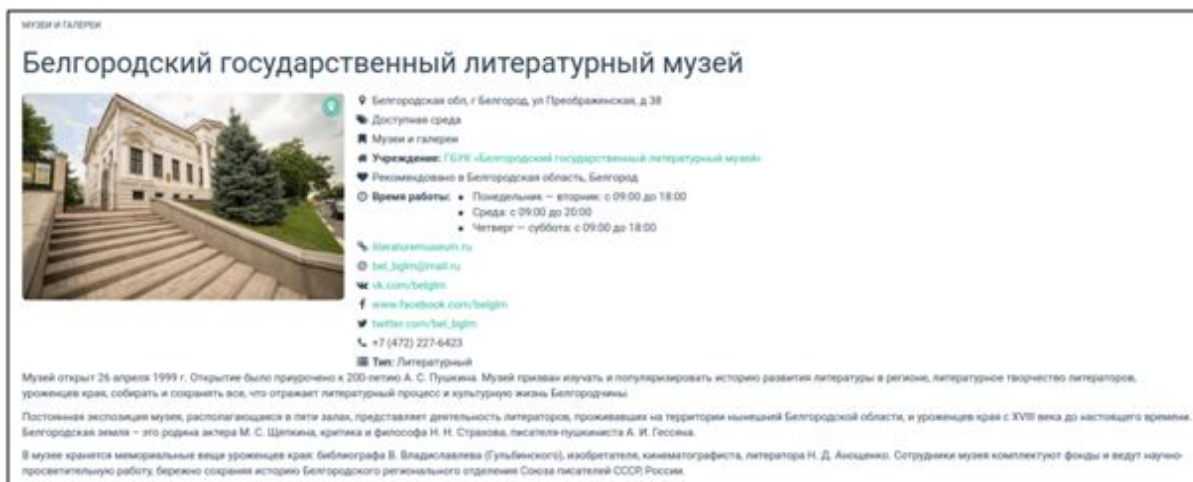 МУЗЕИ И ГАЛЕРЕИ
Белгородский государственный литературный музей
Белгородская обл, г Белгород, ул Преображенская, д 38
Доступная среда
Музеи и галереи
Учреждение: ГБУК «Белгородский государственный литературный музей»
Рекомендовано в Белгородская область, Белгород
Время работы: • Понедельник — вторник: с 09:00 до 18:00
• Среда: с 09:00 до 20:00
• Четверг — суббота: с 09:00 до 18:00
literaturemuseum.ru
bel_bglm@mail.ru
vk.com/belglm
www.facebook.com/belglm
twitter.com/bel_bglm
+7 (472) 227-6423
Тип: Литературный
Музей открыт 26 апреля 1999 г. Открытие было приурочено к 200-летию А. С. Пушкина. Музей призван изучать и популяризировать историю развития литературы в регионе, литературное творчество литераторов,
уроженцев края, собирать и сохранять все, что отражает литературный процесс и культурную жизнь Белгородчины.
Постоянная экспозиция музея, располагающаяся в пяти залах, представляет деятельность литераторов, проживавших на территории нынешней Белгородской области, и уроженцев края с XVIII века до настоящего времени.
Белгородская земля – это родина актера М. С. Щепкина, критика и философа Н. Н. Страхова, писателя-пушкиниста А. И. Гессена.
В музее хранятся мемориальные вещи уроженцев края: библиографа В. Владиславлева (Гульбинского), изобретателя, кинематографиста, литератора Н. Д. Анощенко. Сотрудники музея комплектуют фонды и ведут научно-
просветительную работу, бережно сохраняя историю Белгородского регионального отделения Союза писателей СССР, России.